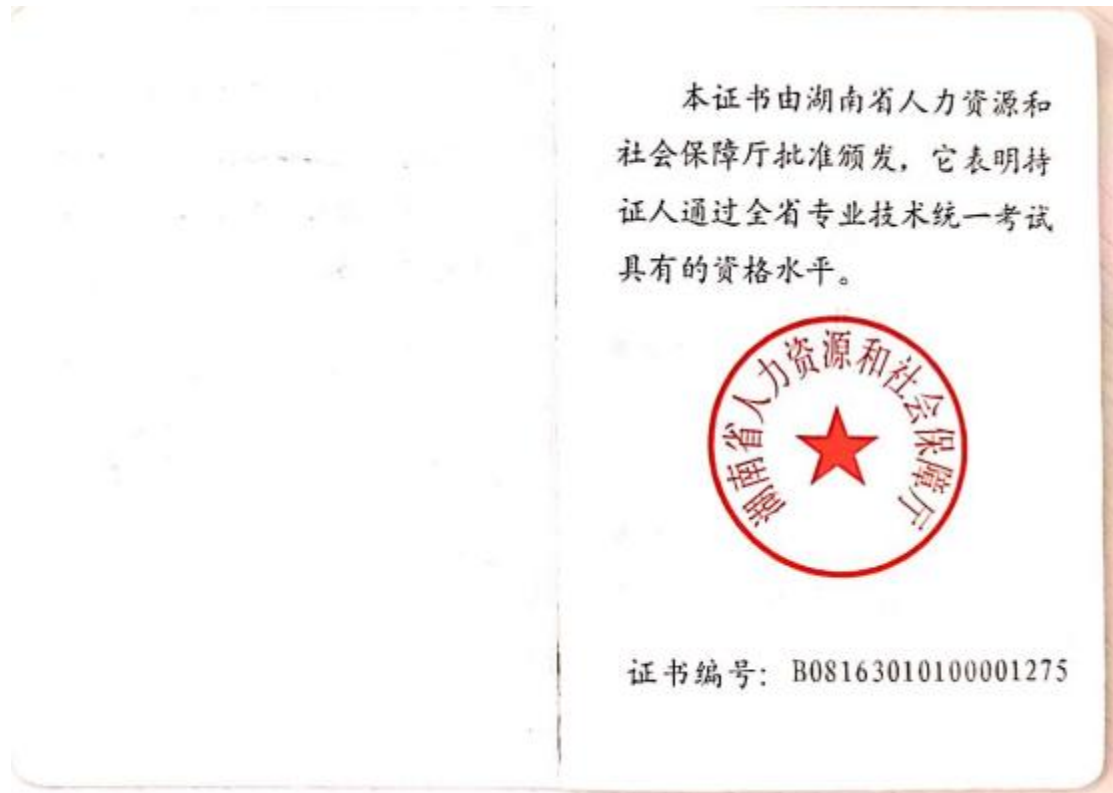 本证书由湖南省人力资源和
社会保障厅批准颁发，它表明持
证人通过全省专业技术统一考试
具有的资格水平。
湖南省人力资源和社会保障厅
证书编号：B08163010100001275